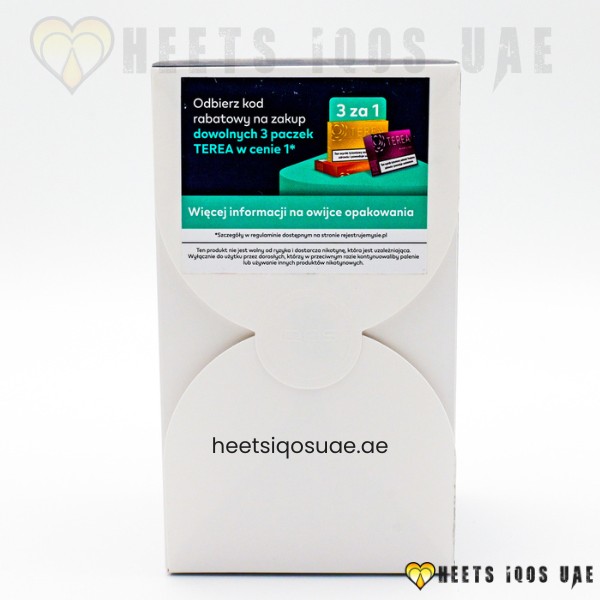 HEETS iQOS UAE
Odbierz kod
rabatowy na zakup
dowolnych 3 paczek
TEREA w cenie 1*
3 za 1
TEREA
TEREA
Więcej informacji na owijce opakowania
*Szczegóły w regulaminie dostępnym na stronie rejestrujemysie.pl
Ten produkt nie jest wolny od ryzyka i dostarcza nikotynę, która jest uzależniająca.
Wyłącznie do użytku przez dorosłych, którzy w przeciwnym razie kontynuowaliby palenie
lub używanie innych produktów nikotynowych.
heetsiqosuae.ae
HEETS iQOS UAE